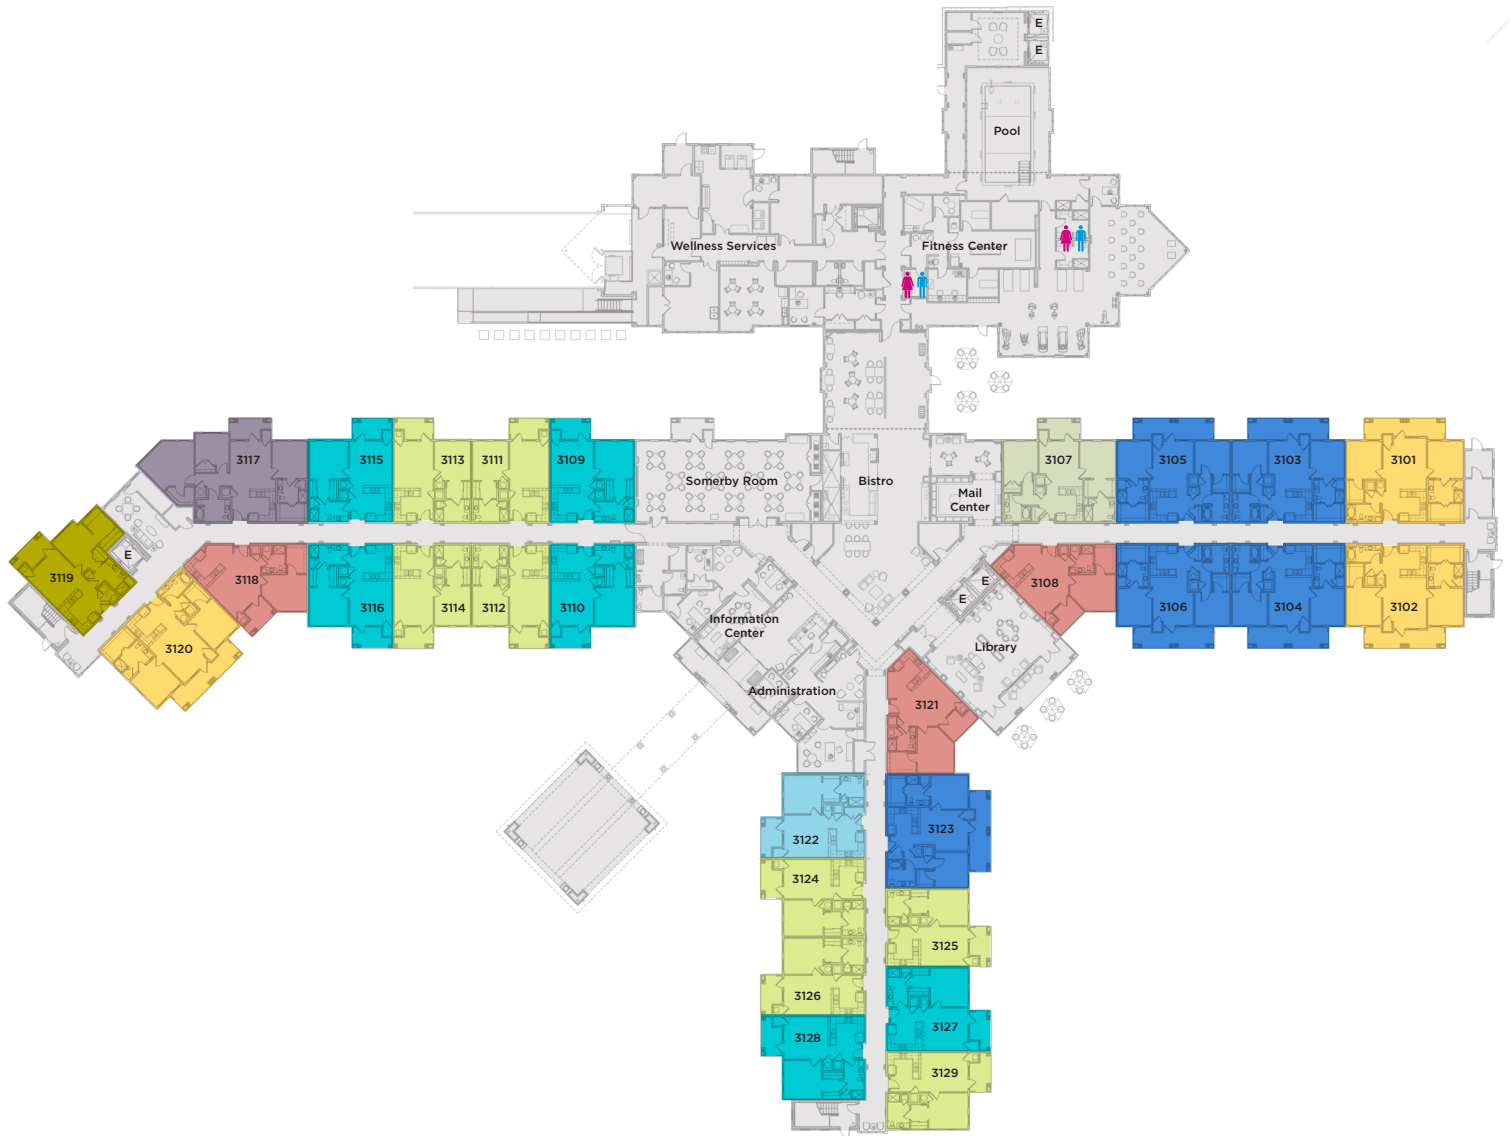 E
E
Pool
Wellness Services
Fitness Center
3117
3115
3113
3111
3109
Somerby Room
Bistro
Mail
Center
3107
3105
3103
3101
E
3119
3118
3116
3114
3112
3110
3120
Information
Center
Administration
E
E
Library
3108
3106
3104
3102
3121
3122
3123
3124
3125
3126
3127
3128
3129